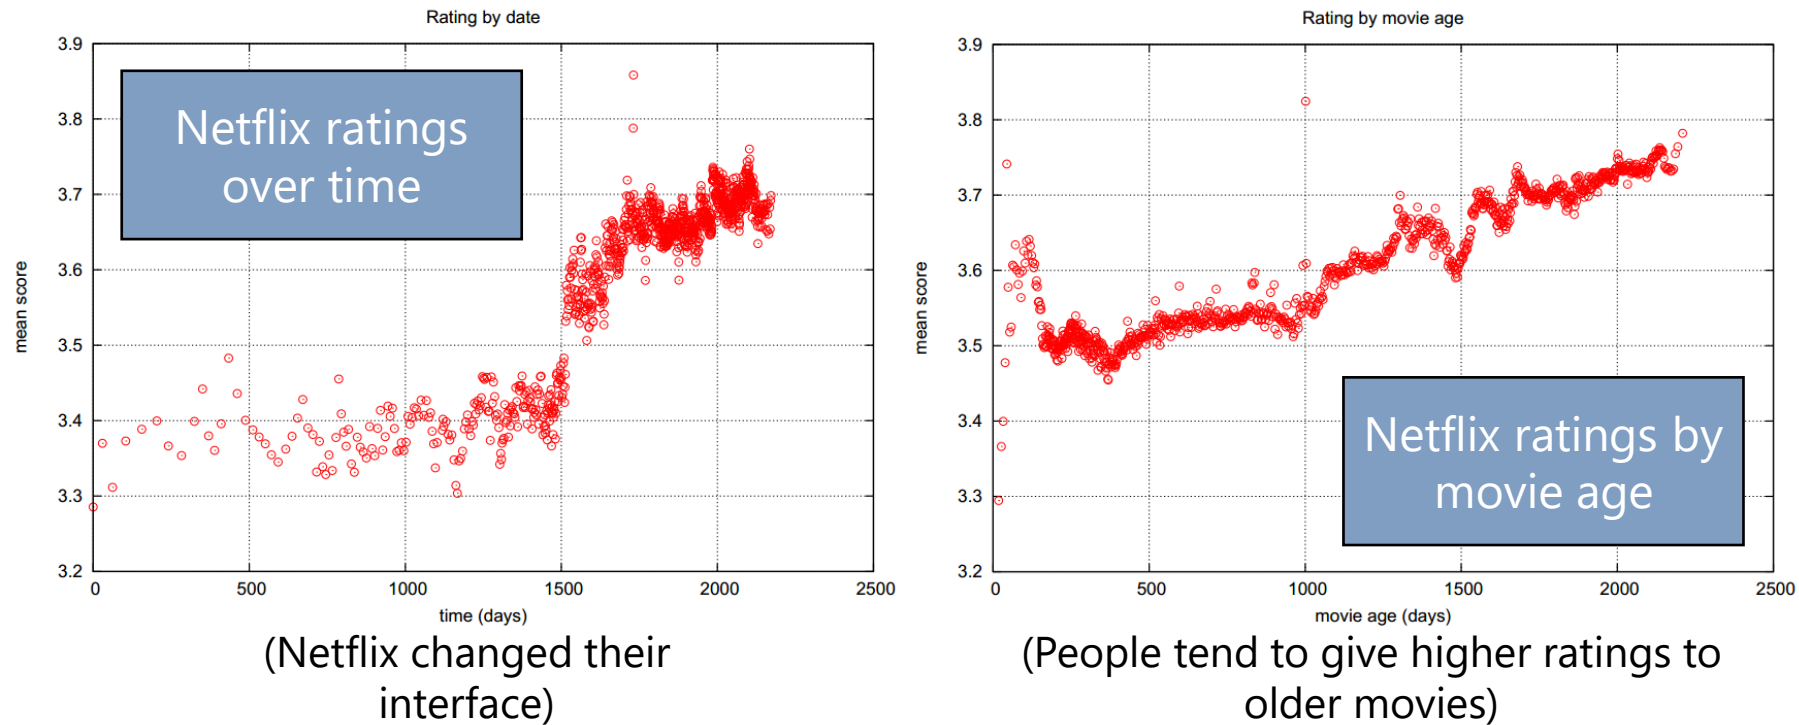 Rating by date
3.9
3.8
3.7
3.6
3.5
3.4
3.3
3.2
mean score
Netflix ratings
over time
0 500 1000 1500 2000 2500
time (days)
(Netflix changed their
interface)
Rating by movie age
3.9
3.8
3.7
3.6
3.5
3.4
3.3
3.2
mean score
Netflix ratings by
movie age
0 500 1000 1500 2000 2500
movie age (days)
(People tend to give higher ratings to
older movies)